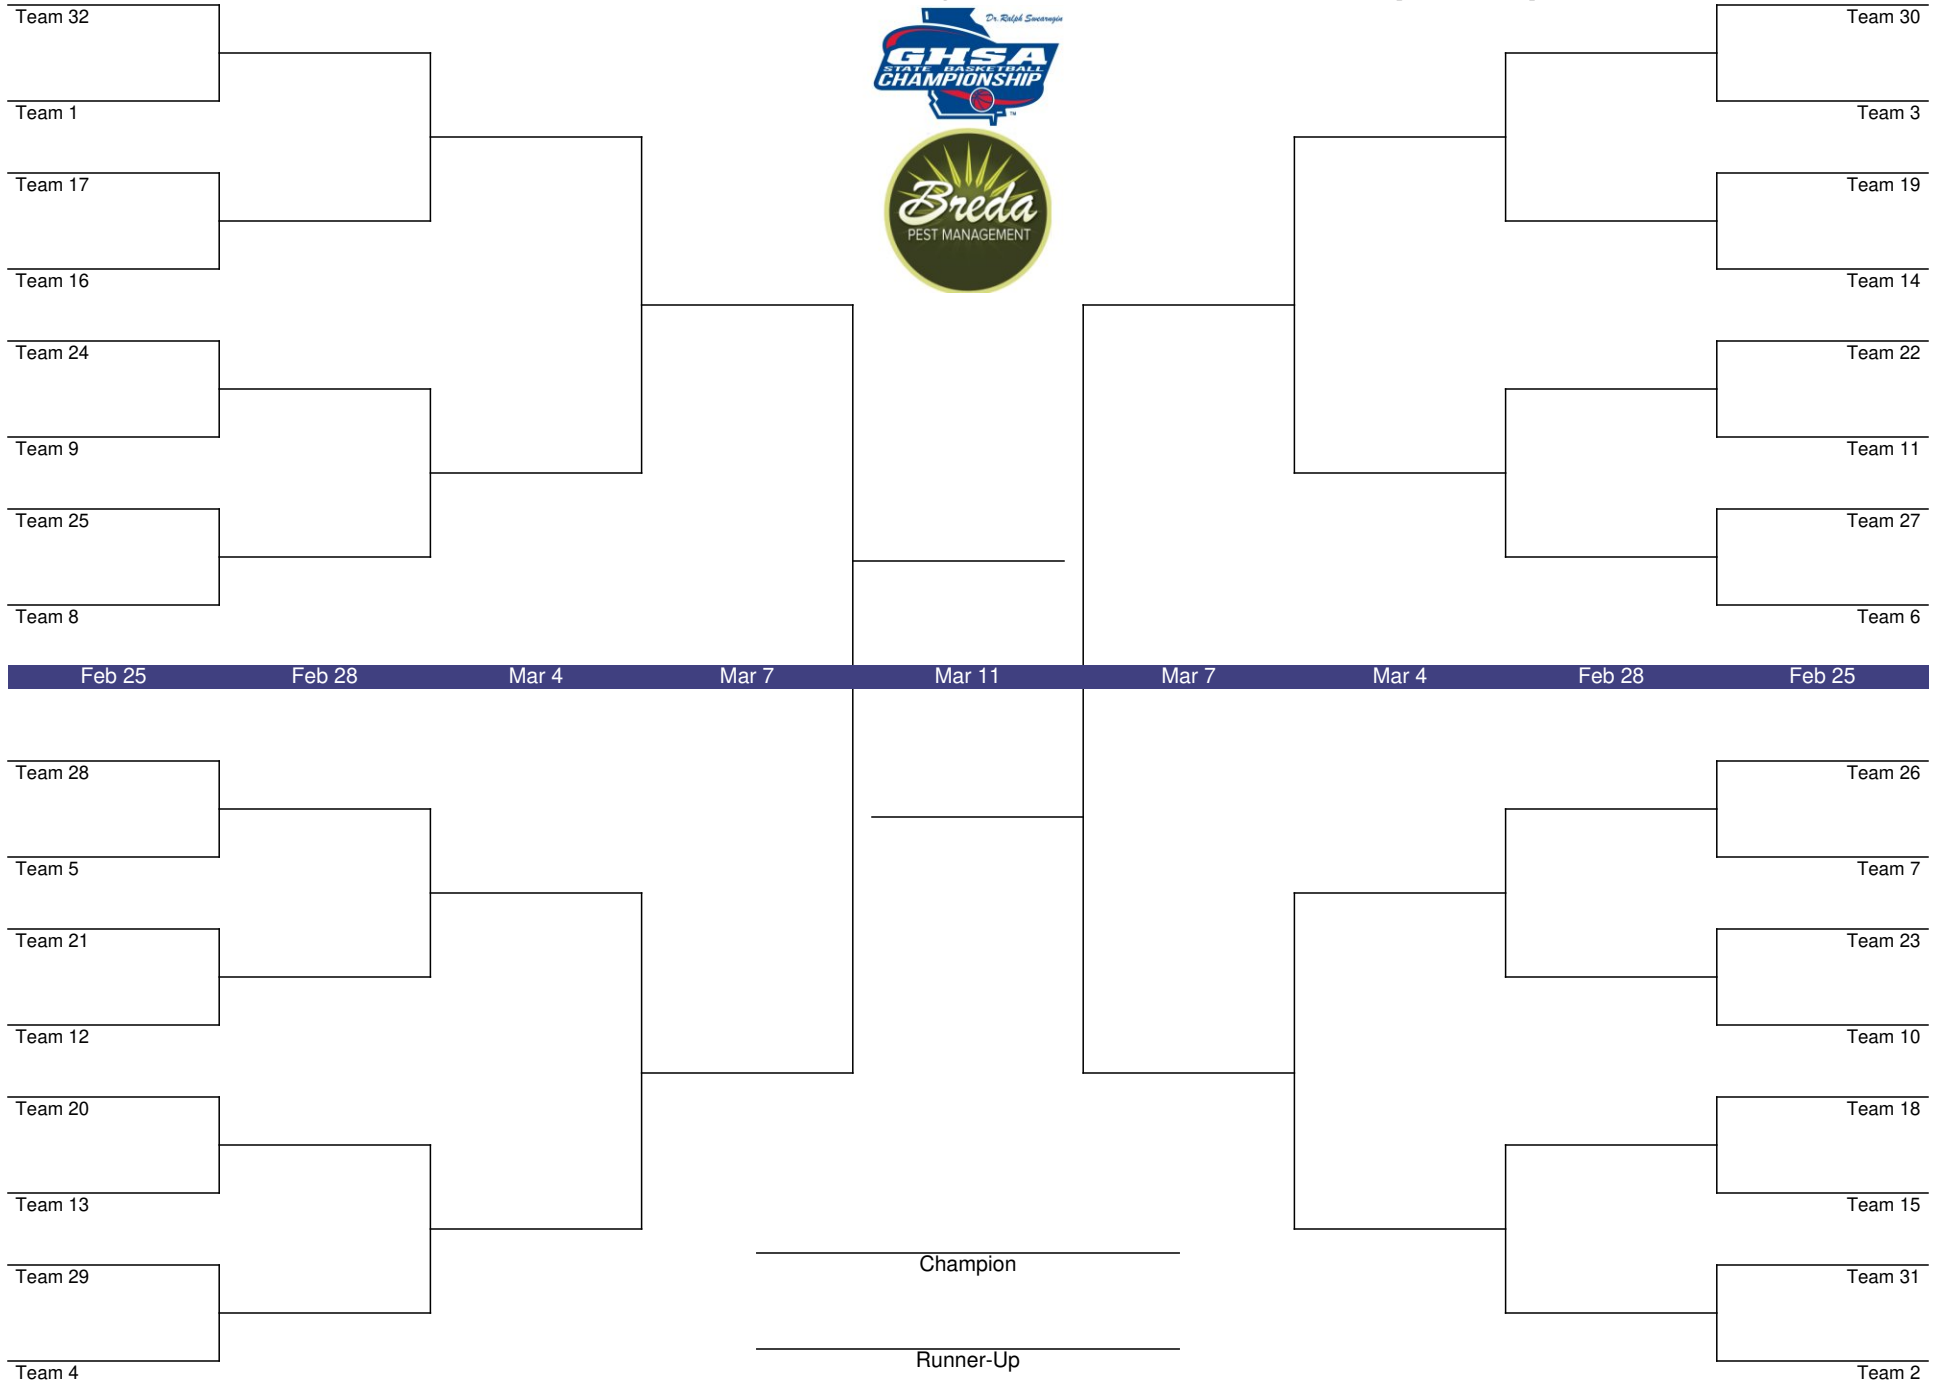 Team 32
Team 1
Team 17
Team 16
Team 24
Team 9
Team 25
Team 8
Dr. Ralph Swearngin
GHSA
STATE BASKETBALL
CHAMPIONSHIP
TM
Breda
PEST MANAGEMENT
Team 30
Team 3
Team 19
Team 14
Team 22
Team 11
Team 27
Team 6
Feb 25 Feb 28 Mar 4 Mar 7 Mar 11 Mar 7 Mar 4 Feb 28 Feb 25
Team 28
Team 5
Team 21
Team 12
Team 20
Team 13
Team 29
Team 4
Champion
Runner-Up
Team 26
Team 7
Team 23
Team 10
Team 18
Team 15
Team 31
Team 2